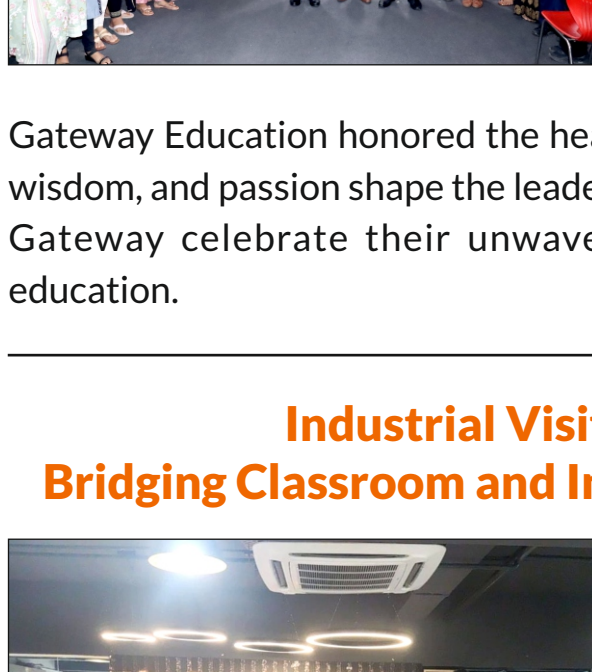 Gateway Education honored the
wisdom, and passion shape the
Gateway celebrate their
education.
Industrial
Bridging Classroom and